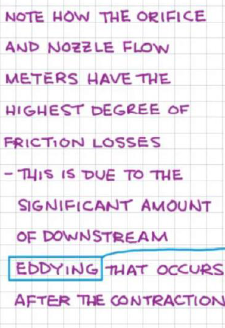 NOTE HOW THE ORIFICE
AND NOZZLE FLOW
METERS HAVE THE
HIGHEST DEGREE OF
FRICTION LOSSES
- THIS IS DUE TO THE
SIGNIFICANT AMOUNT
OF DOWNSTREAM
EDDYING THAT OCCURS
AFTER THE CONTRACTION